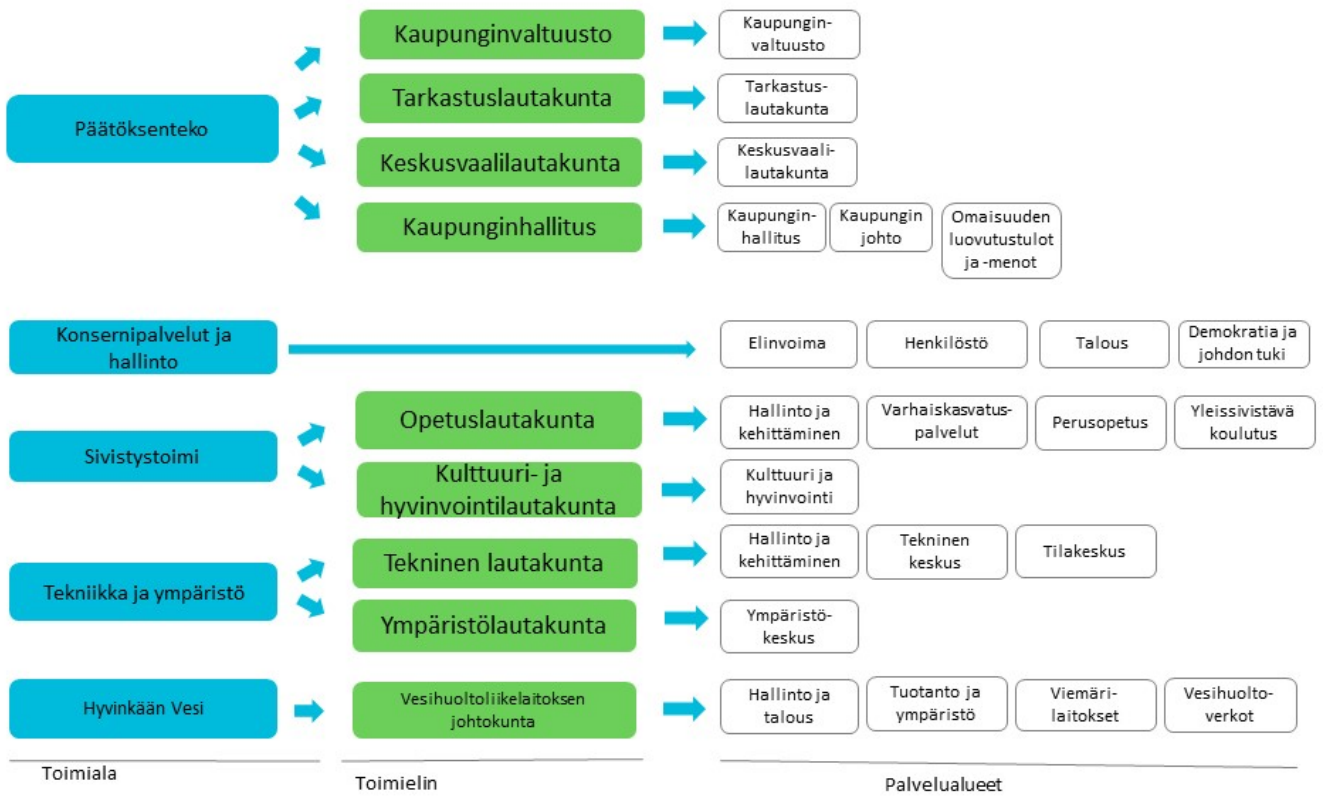 Päätöksenteko
Kaupunginvaltuusto
Kaupungin-
valtuusto
Tarkastuslautakunta
Tarkastus-
lautakunta
Keskusvaalilautakunta
Keskusvaali-
lautakunta
Kaupunginhallitus
Kaupungin-
hallitus
Kaupungin
johto
Omaisuuden
luovutustulot
ja -menot
Konsernipalvelut ja
hallinto
Elinvoima
Henkilöstö
Talous
Demokratia ja
johdon tuki
Sivistystoimi
Opetuslautakunta
Hallinto ja
kehittäminen
Varhaiskasvatus-
palvelut
Perusopetus
Yleissivistävä
koulutus
Kulttuuri- ja
hyvinvointilautakunta
Kulttuuri ja
hyvinvointi
Tekniikka ja ympäristö
Tekninen lautakunta
Hallinto ja
kehittäminen
Tekninen
keskus
Tilakeskus
Ympäristölautakunta
Ympäristö-
keskus
Hyvinkään Vesi
Vesihuoltoliikelaitoksen
johtokunta
Hallinto ja
talous
Tuotanto ja
ympäristö
Viemäri-
laitokset
Vesihuolto-
verkot
Toimiala
Toimielin
Palvelualueet